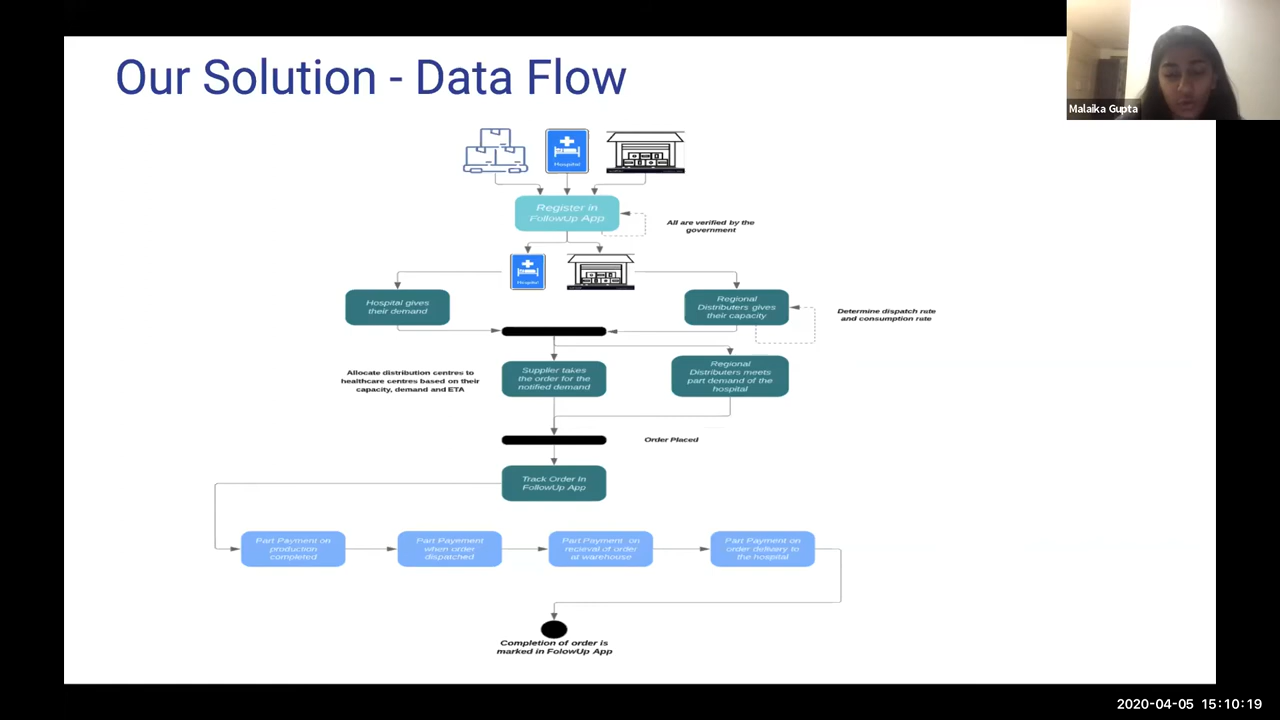 Our Solution - Data Flow
Malaika Gupta
Hospital
Register in
FollowUp App
All are verified by the
government
Hospital
Hospital gives
their demand
Regional
Distributers gives
their capacity
Determine dispatch rate
and consumption rate
Allocate distribution centres to
healthcare centres based on their
capacity, demand and ETA
Supplier takes
the order for the
notified demand
Regional
Distributers meets
part demand of the
hospital
Order Placed
Track Order In
FollowUp App
Part Payment on
production
completed
Part Payement
when order
dispatched
Part Payment on
recieval of order
at warehouse
Part Payment on
order delivery to
the hospital
Completion of order is
marked in FolowUp App
2020-04-05 15:10:19